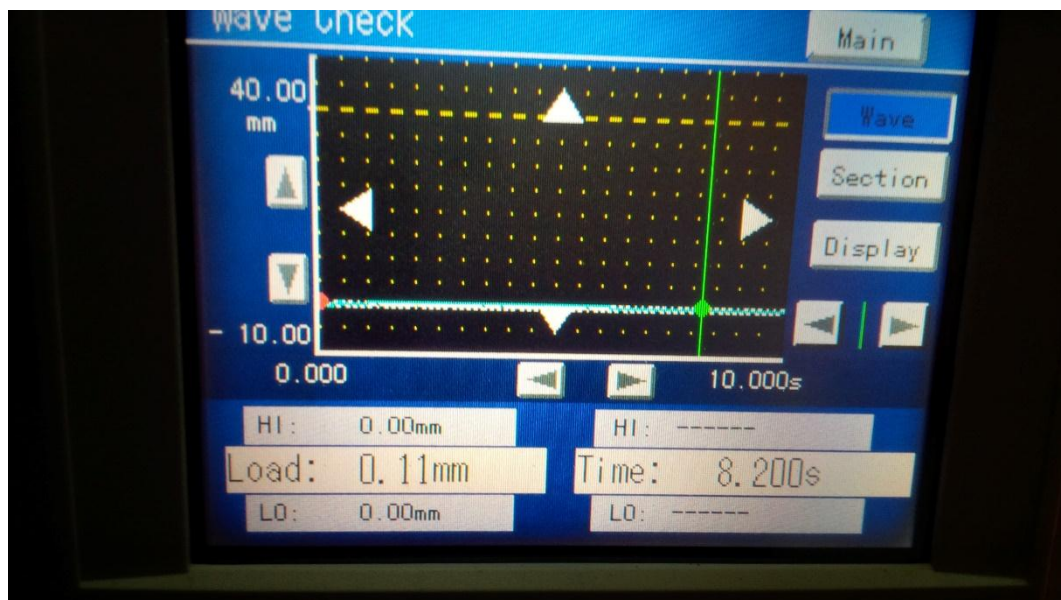 Wave Check
Main
40.00
mm
Wave
Section
Display
- 10.00
0.000
10.000s
HI: 0.00mm
HI: ------
Load: 0.11mm
Time: 8.200s
LO: 0.00mm
LO: ------